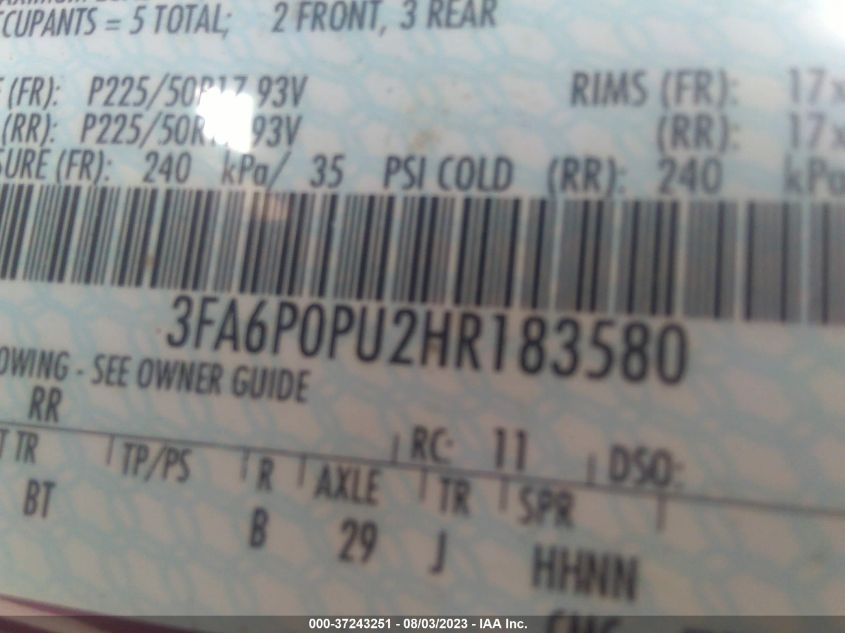 CUPANTS = 5 TOTAL; 2 FRONT, 3 REAR
(FR): P225/50R17 93V RIMS (FR): 17x
(RR): P225/50R 93V (RR): 17x
SURE (FR): 240 kPa/ 35 PSI COLD (RR): 240 kPa
3FA6P0PU2HR183580
OWING - SEE OWNER GUIDE
RR
RC: 11 DSO:
T TR TP/PS R AXLE TR SPR
BT B 29 J HHNN
000-37243251 - 08/03/2023 - IAA Inc.